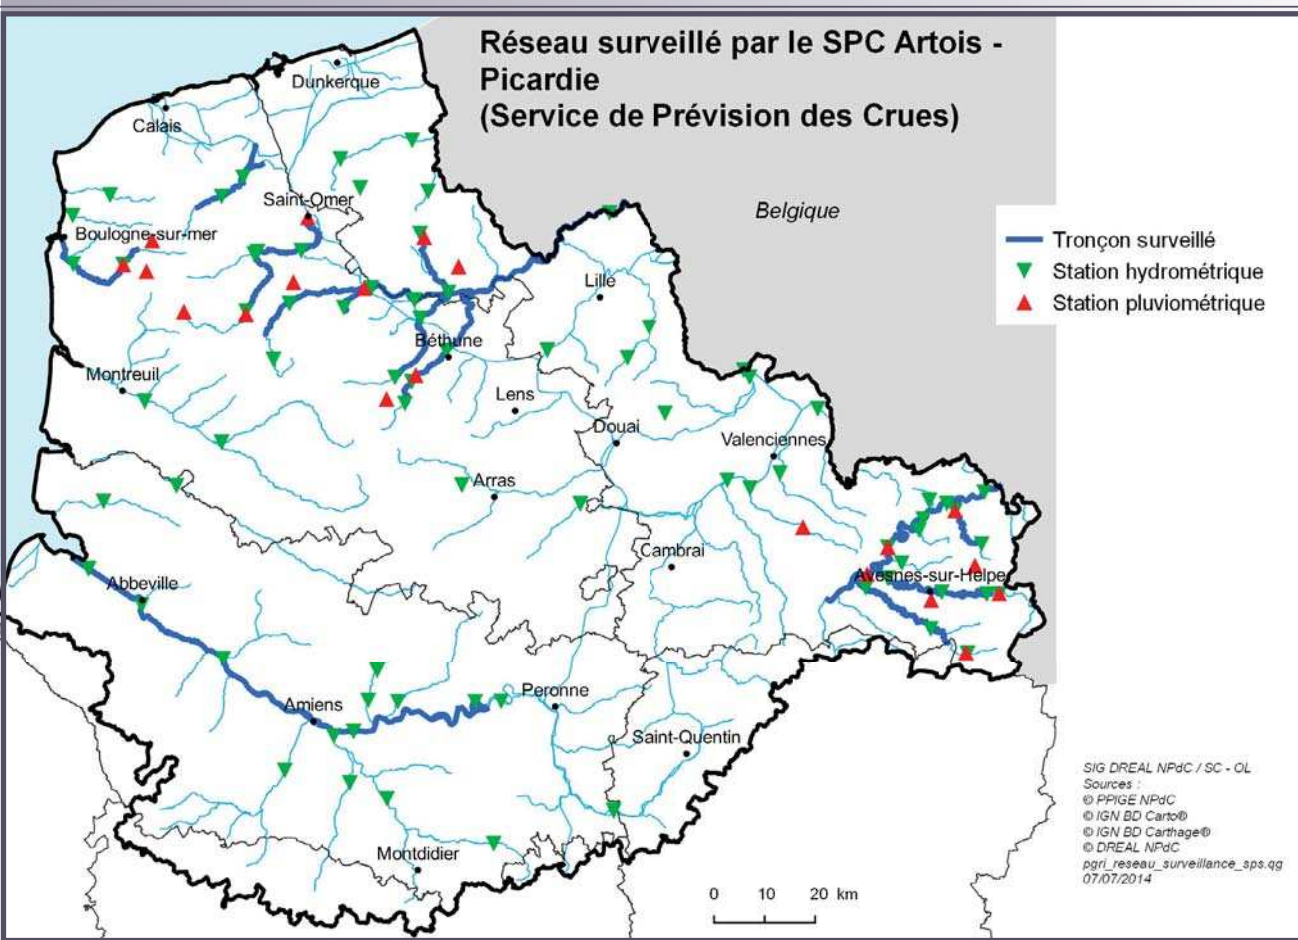 Réseau surveillé par le SPC Artois -
Picardie
(Service de Prévision des Crues)
Dunkerque
Calais
Saint-Omer
Belgique
Boulogne-sur-mer
Tronçon surveillé
Station hydrométrique
Station pluviométrique
Lille
Béthune
Montreuil
Lens
Douai
Valenciennes
Arras
Cambrai
Avesnes-sur-Helpe
Abbeville
Peronne
Amiens
Saint-Quentin
Montdidier
0 10 20 km
SIG DREAL NPdC / SC - OL
Sources :
© PPIGE NPdC
© IGN BD Carto®
© IGN BD Carthage®
© DREAL NPdC
pgri_reseau_surveillance_sps.qg
07/07/2014